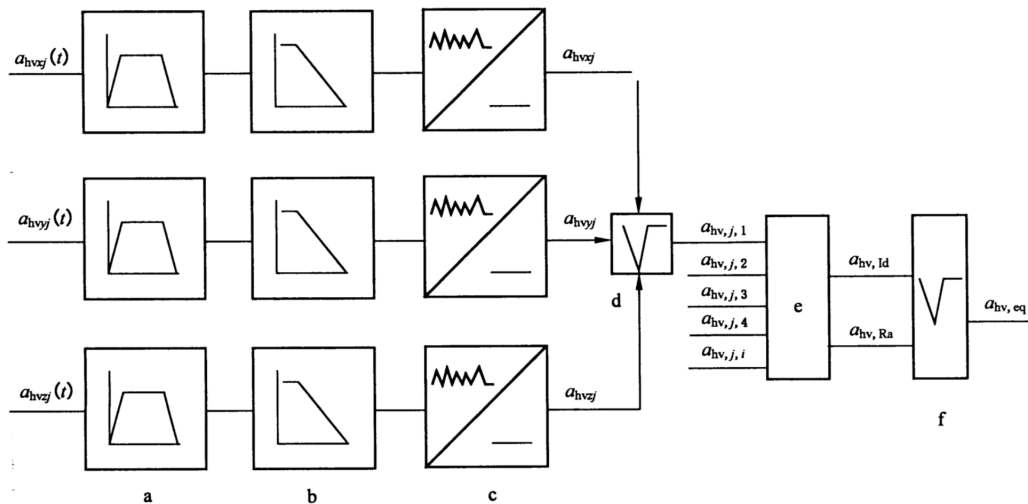 a_hvxj(t)
a_hvxj
a_hvyj(t)
a_hvyj
a_hvzj(t)
a_hvzj
d
a_hv, j, 1
a_hv, j, 2
a_hv, j, 3
a_hv, j, 4
a_hv, j, i
e
a_hv, Id
a_hv, Ra
a_hv, eq
f
a
b
c